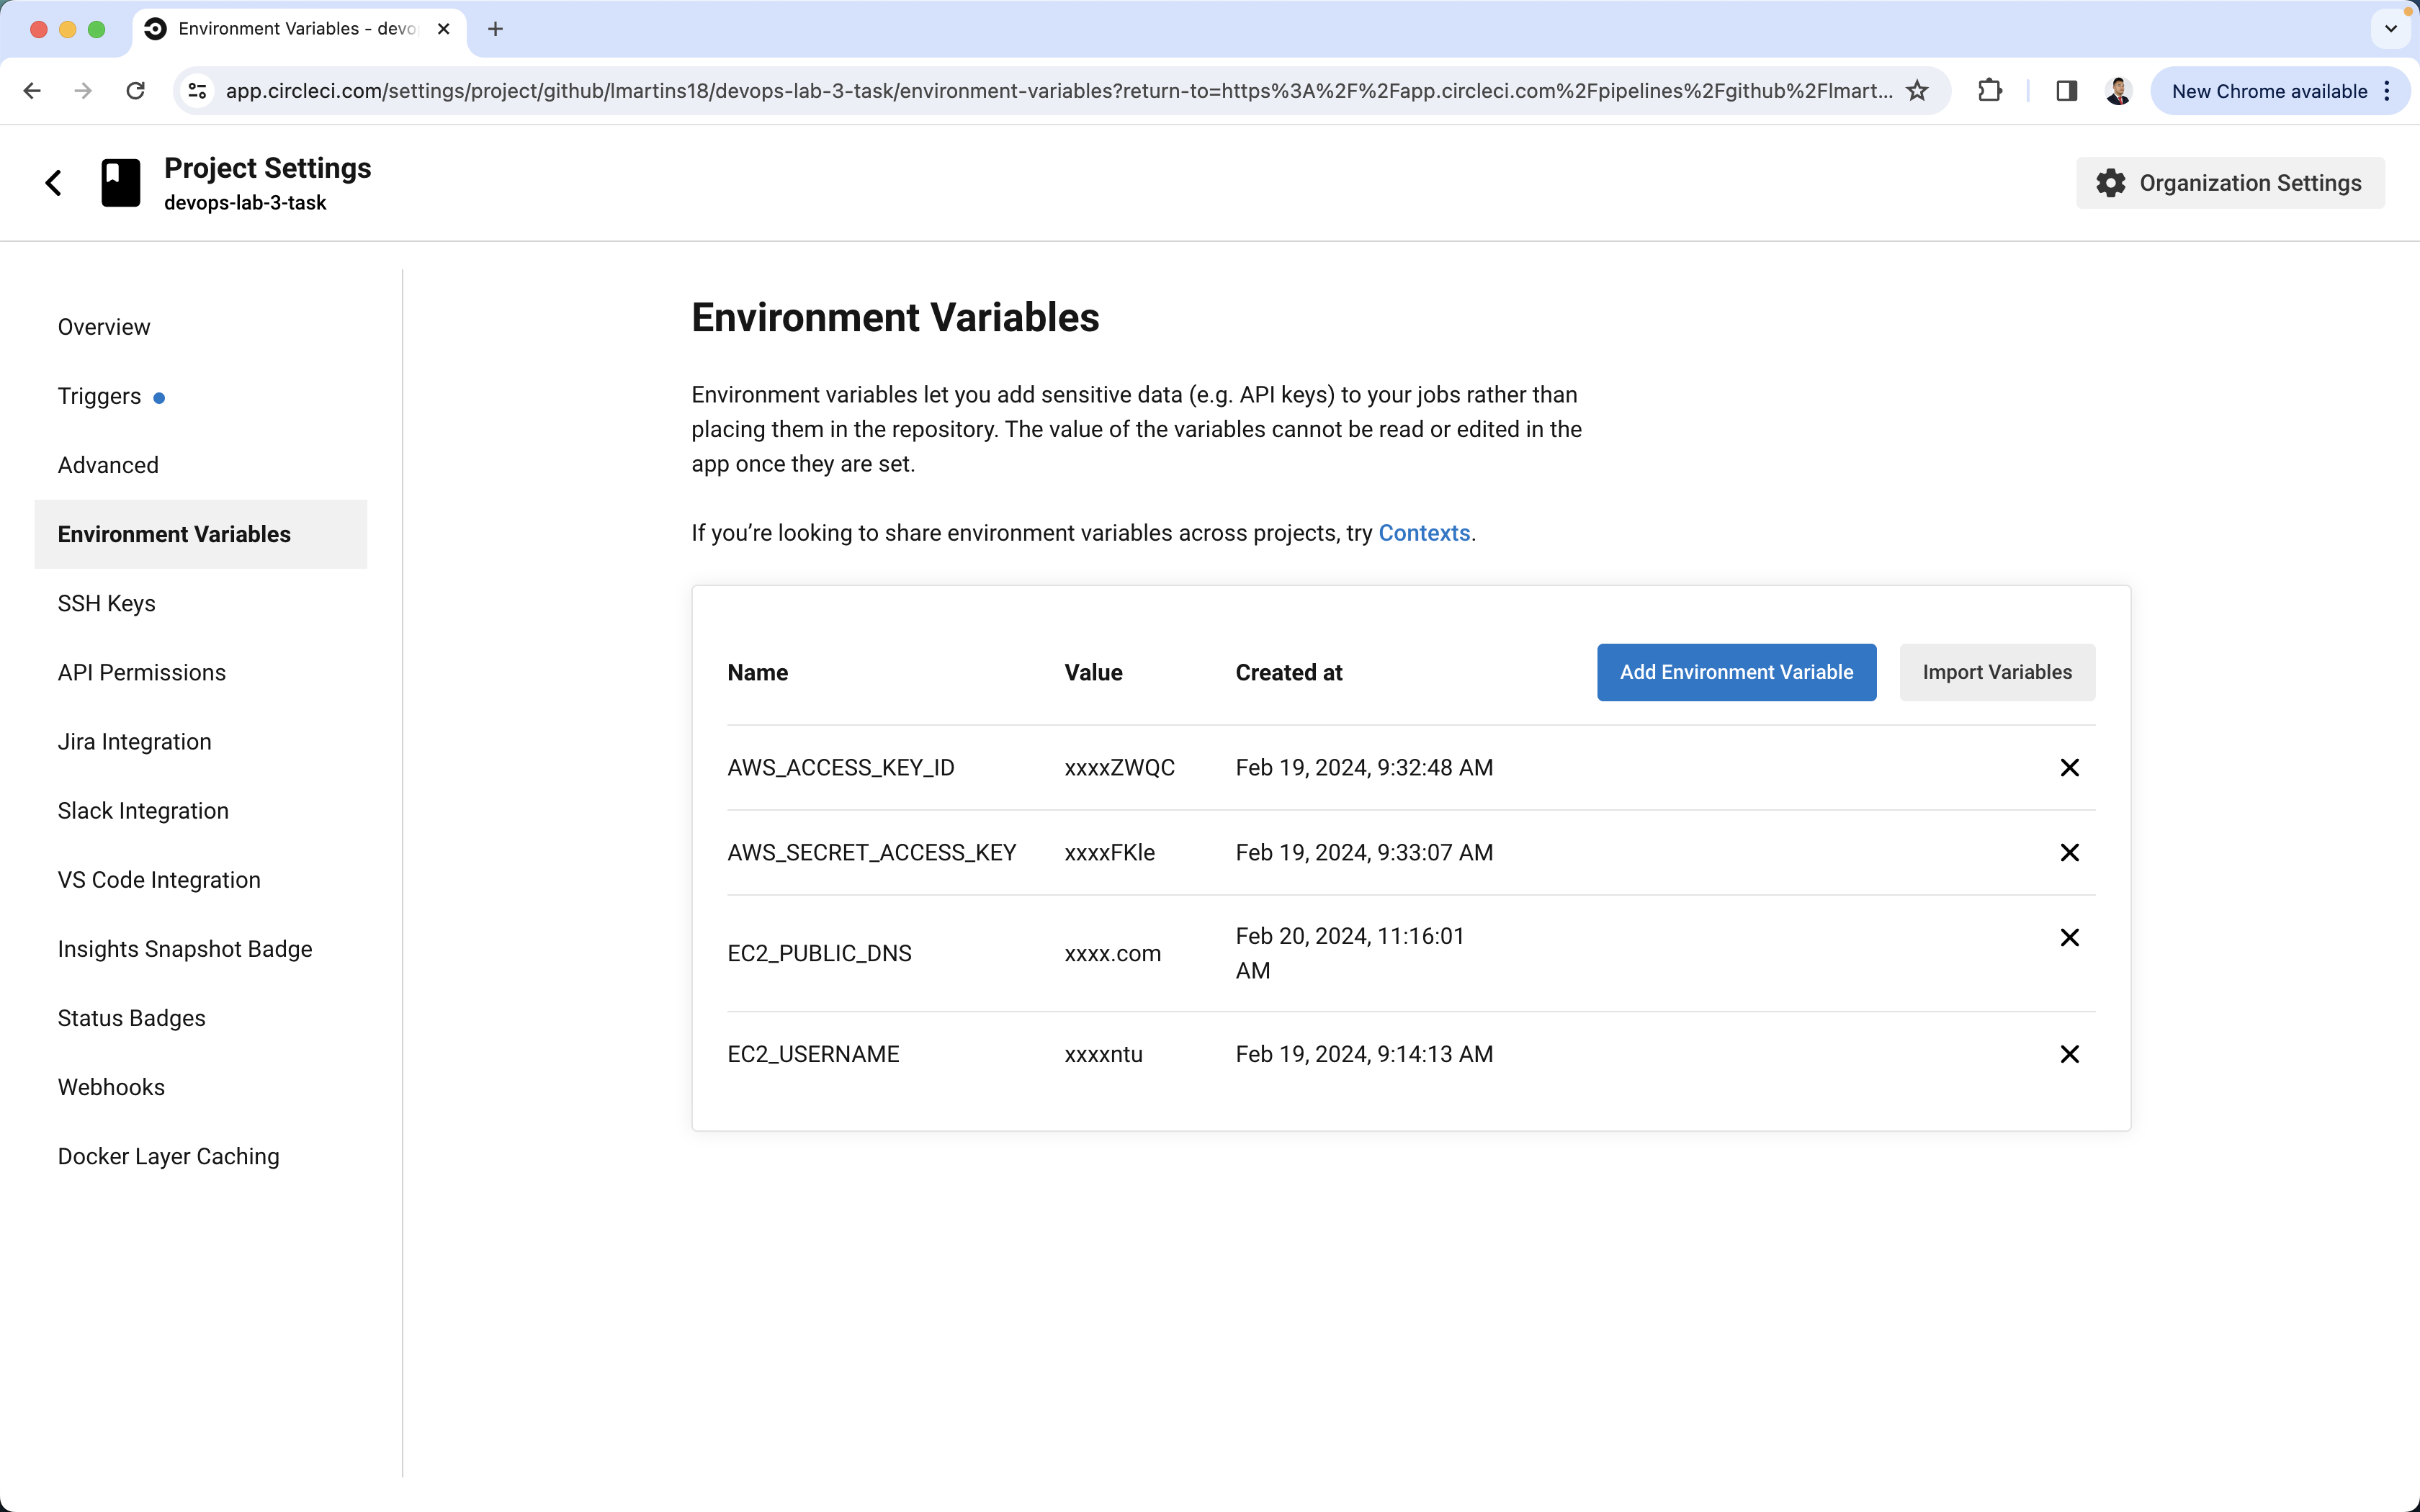 Environment Variables - devo
app.circleci.com/settings/project/github/lmartins18/devops-lab-3-task/environment-variables?return-to=https%3A%2F%2Fapp.circleci.com%2Fpipelines%2Fgithub%2Flmart...
New Chrome available
Project Settings
devops-lab-3-task
Organization Settings
Overview
Triggers
Advanced
Environment Variables
SSH Keys
API Permissions
Jira Integration
Slack Integration
VS Code Integration
Insights Snapshot Badge
Status Badges
Webhooks
Docker Layer Caching
Environment Variables
Environment variables let you add sensitive data (e.g. API keys) to your jobs rather than
placing them in the repository. The value of the variables cannot be read or edited in the
app once they are set.
If you’re looking to share environment variables across projects, try Contexts.
Name Value Created at Add Environment Variable Import Variables
AWS_ACCESS_KEY_ID xxxxZWQC Feb 19, 2024, 9:32:48 AM
AWS_SECRET_ACCESS_KEY xxxxFKle Feb 19, 2024, 9:33:07 AM
EC2_PUBLIC_DNS xxxx.com Feb 20, 2024, 11:16:01
AM
EC2_USERNAME xxxxntu Feb 19, 2024, 9:14:13 AM